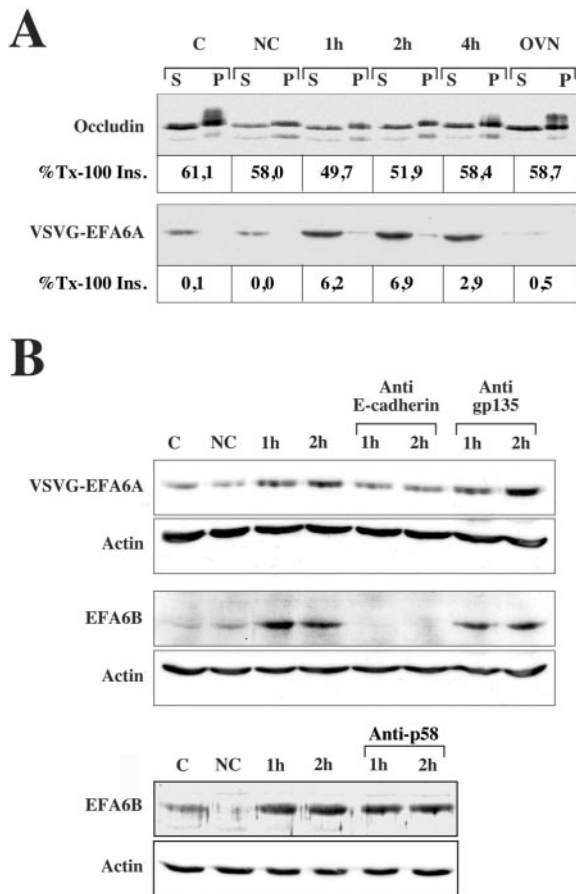 A
C NC 1h 2h 4h OVN
S P S P S P S P S P S P
Occludin
%Tx-100 Ins. 61,1 58,0 49,7 51,9 58,4 58,7
VSVG-EFA6A
%Tx-100 Ins. 0,1 0,0 6,2 6,9 2,9 0,5
B
Anti E-cadherin Anti gp135
C NC 1h 2h 1h 2h 1h 2h
VSVG-EFA6A
Actin
EFA6B
Actin
Anti-p58
C NC 1h 2h 1h 2h
EFA6B
Actin